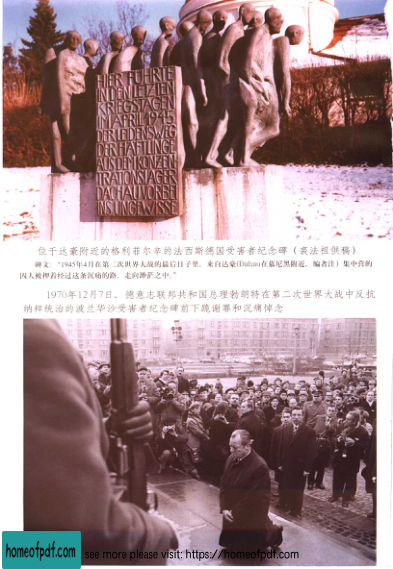 HIER FÜHRTE
IN DEN LETZTEN
KRIEGSTAGEN
IM APRIL 1945
DER LEIDENSWEG
DER HÄFTLINGE
AUS DEM KONZEN
TRATIONSLAGER
DACHAU VORBEI
INS UNGEWISSE
位于达豪附近的格利菲尔辛的法西斯德国受害者纪念碑（裘法祖供稿）
碑文：“1945年4月在第二次世界大战的最后日子里，来自达豪(Dahau在慕尼黑附近，编者注）集中营的
囚人被押着经过这条沉痛的路，走向渺茫之中。”
1970年12月7日，德意志联邦共和国总理勃朗特在第二次世界大战中反抗
纳粹统治的波兰华沙受害者纪念碑前下跪谢罪和沉痛悼念
homeofpdf.com see more please visit: https://homeofpdf.com